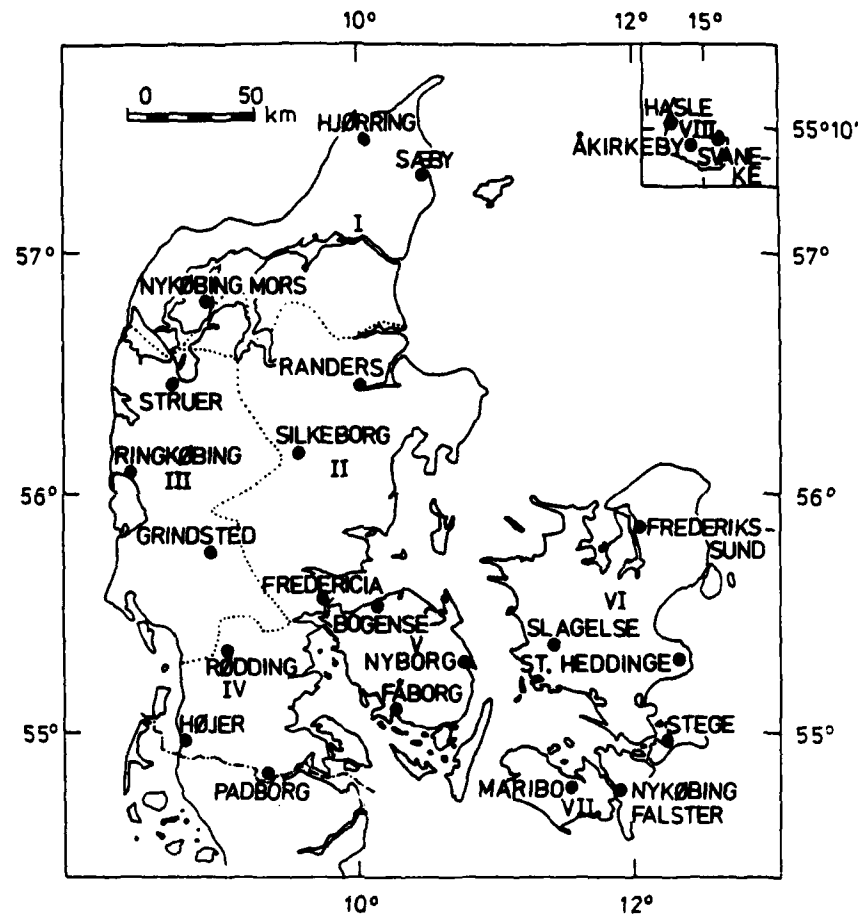 10°
12° 15°
0 50 km
HJØRRING
SÆBY
HASLE
VIII
55°10'
ÅKIRKEBY
SVANE-
KE
I
57°
57°
NYKØBING MORS
RANDERS
STRUER
SILKEBORG
RINGKØBING
II
III
56°
56°
GRINDSTED
FREDERIKS-
SUND
FREDERICIA
VI
BOGENSE
V
SLAGELSE
RØDDING
NYBORG
ST. HEDDINGE
IV
FÅBORG
HØJER
STEGE
55°
55°
PADBORG
MARIBO
NYKØBING
VII
FALSTER
10°
12°